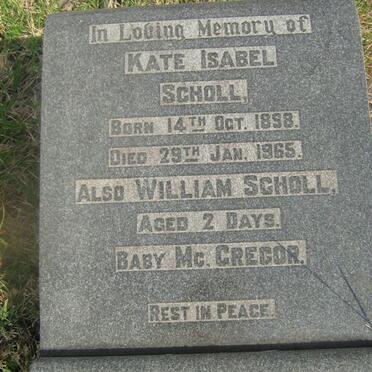 In Loving Memory of
KATE ISABEL
SCHOLL,
BORN 14TH OCT. 1898.
DIED 29TH JAN. 1965.
ALSO WILLIAM SCHOLL,
AGED 2 DAYS.
BABY MC. GREGOR.
REST IN PEACE.